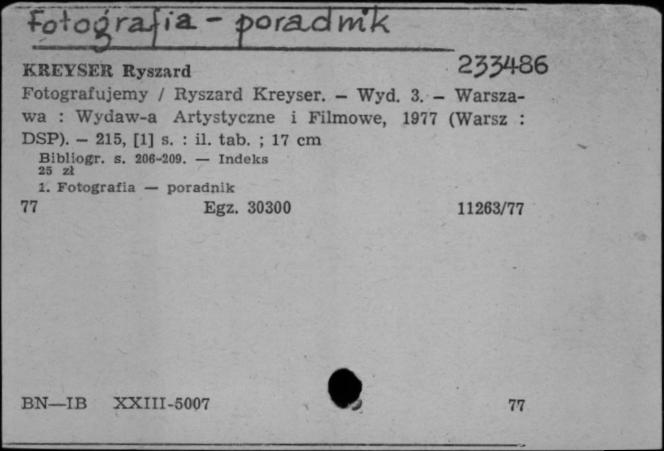 Fotografia - poradnik
233486
KREYSER Ryszard
Fotografujemy / Ryszard Kreyser. — Wyd. 3. — Warsza-
wa : Wydaw-a Artystyczne i Filmowe, 1977 (Warsz :
DSP). — 215, [1] s. : il. tab. ; 17 cm
Bibliogr. s. 206-209. — Indeks
25 zł
1. Fotografia — poradnik
77 Egz. 30300 11263/77
BN—IB XXIII-5007 77